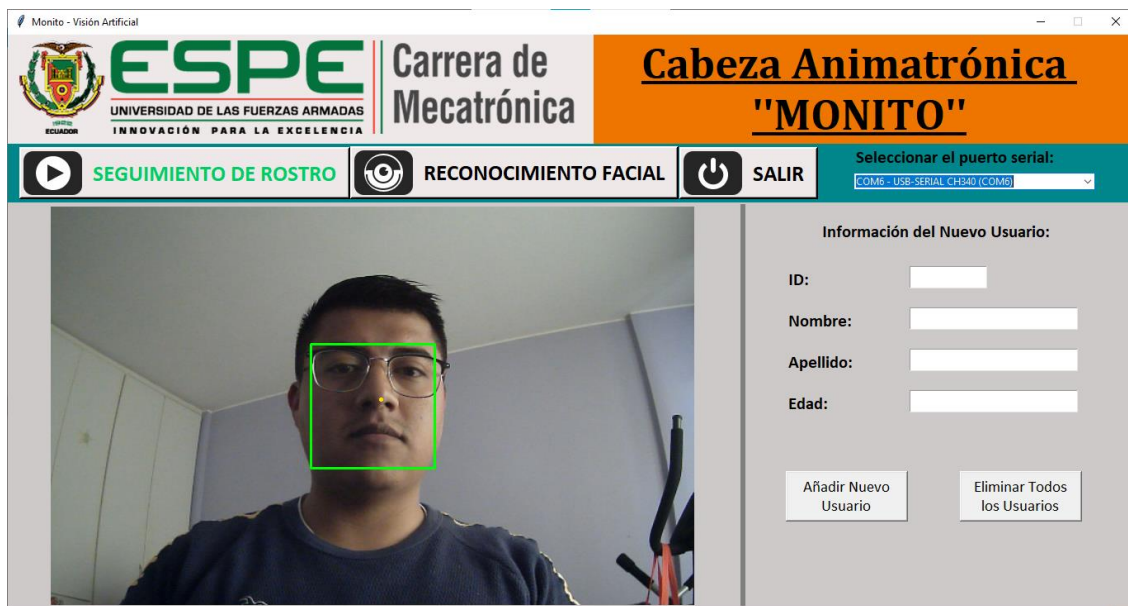 Monito - Visión Artificial
ESPE
UNIVERSIDAD DE LAS FUERZAS ARMADAS
INNOVACIÓN PARA LA EXCELENCIA
1922
ECUADOR
Carrera de
Mecatrónica
Cabeza Animatrónica
"MONITO"
SEGUIMIENTO DE ROSTRO
RECONOCIMIENTO FACIAL
SALIR
Seleccionar el puerto serial:
COM6 - USB-SERIAL CH340 (COM6)
Información del Nuevo Usuario:
ID:
Nombre:
Apellido:
Edad:
Añadir Nuevo
Usuario
Eliminar Todos
los Usuarios